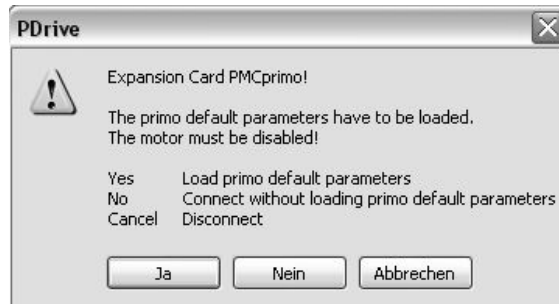 PDrive
Expansion Card PMCprimo!
The primo default parameters have to be loaded.
The motor must be disabled!
Yes Load primo default parameters
No Connect without loading primo default parameters
Cancel Disconnect
Ja Nein Abbrechen